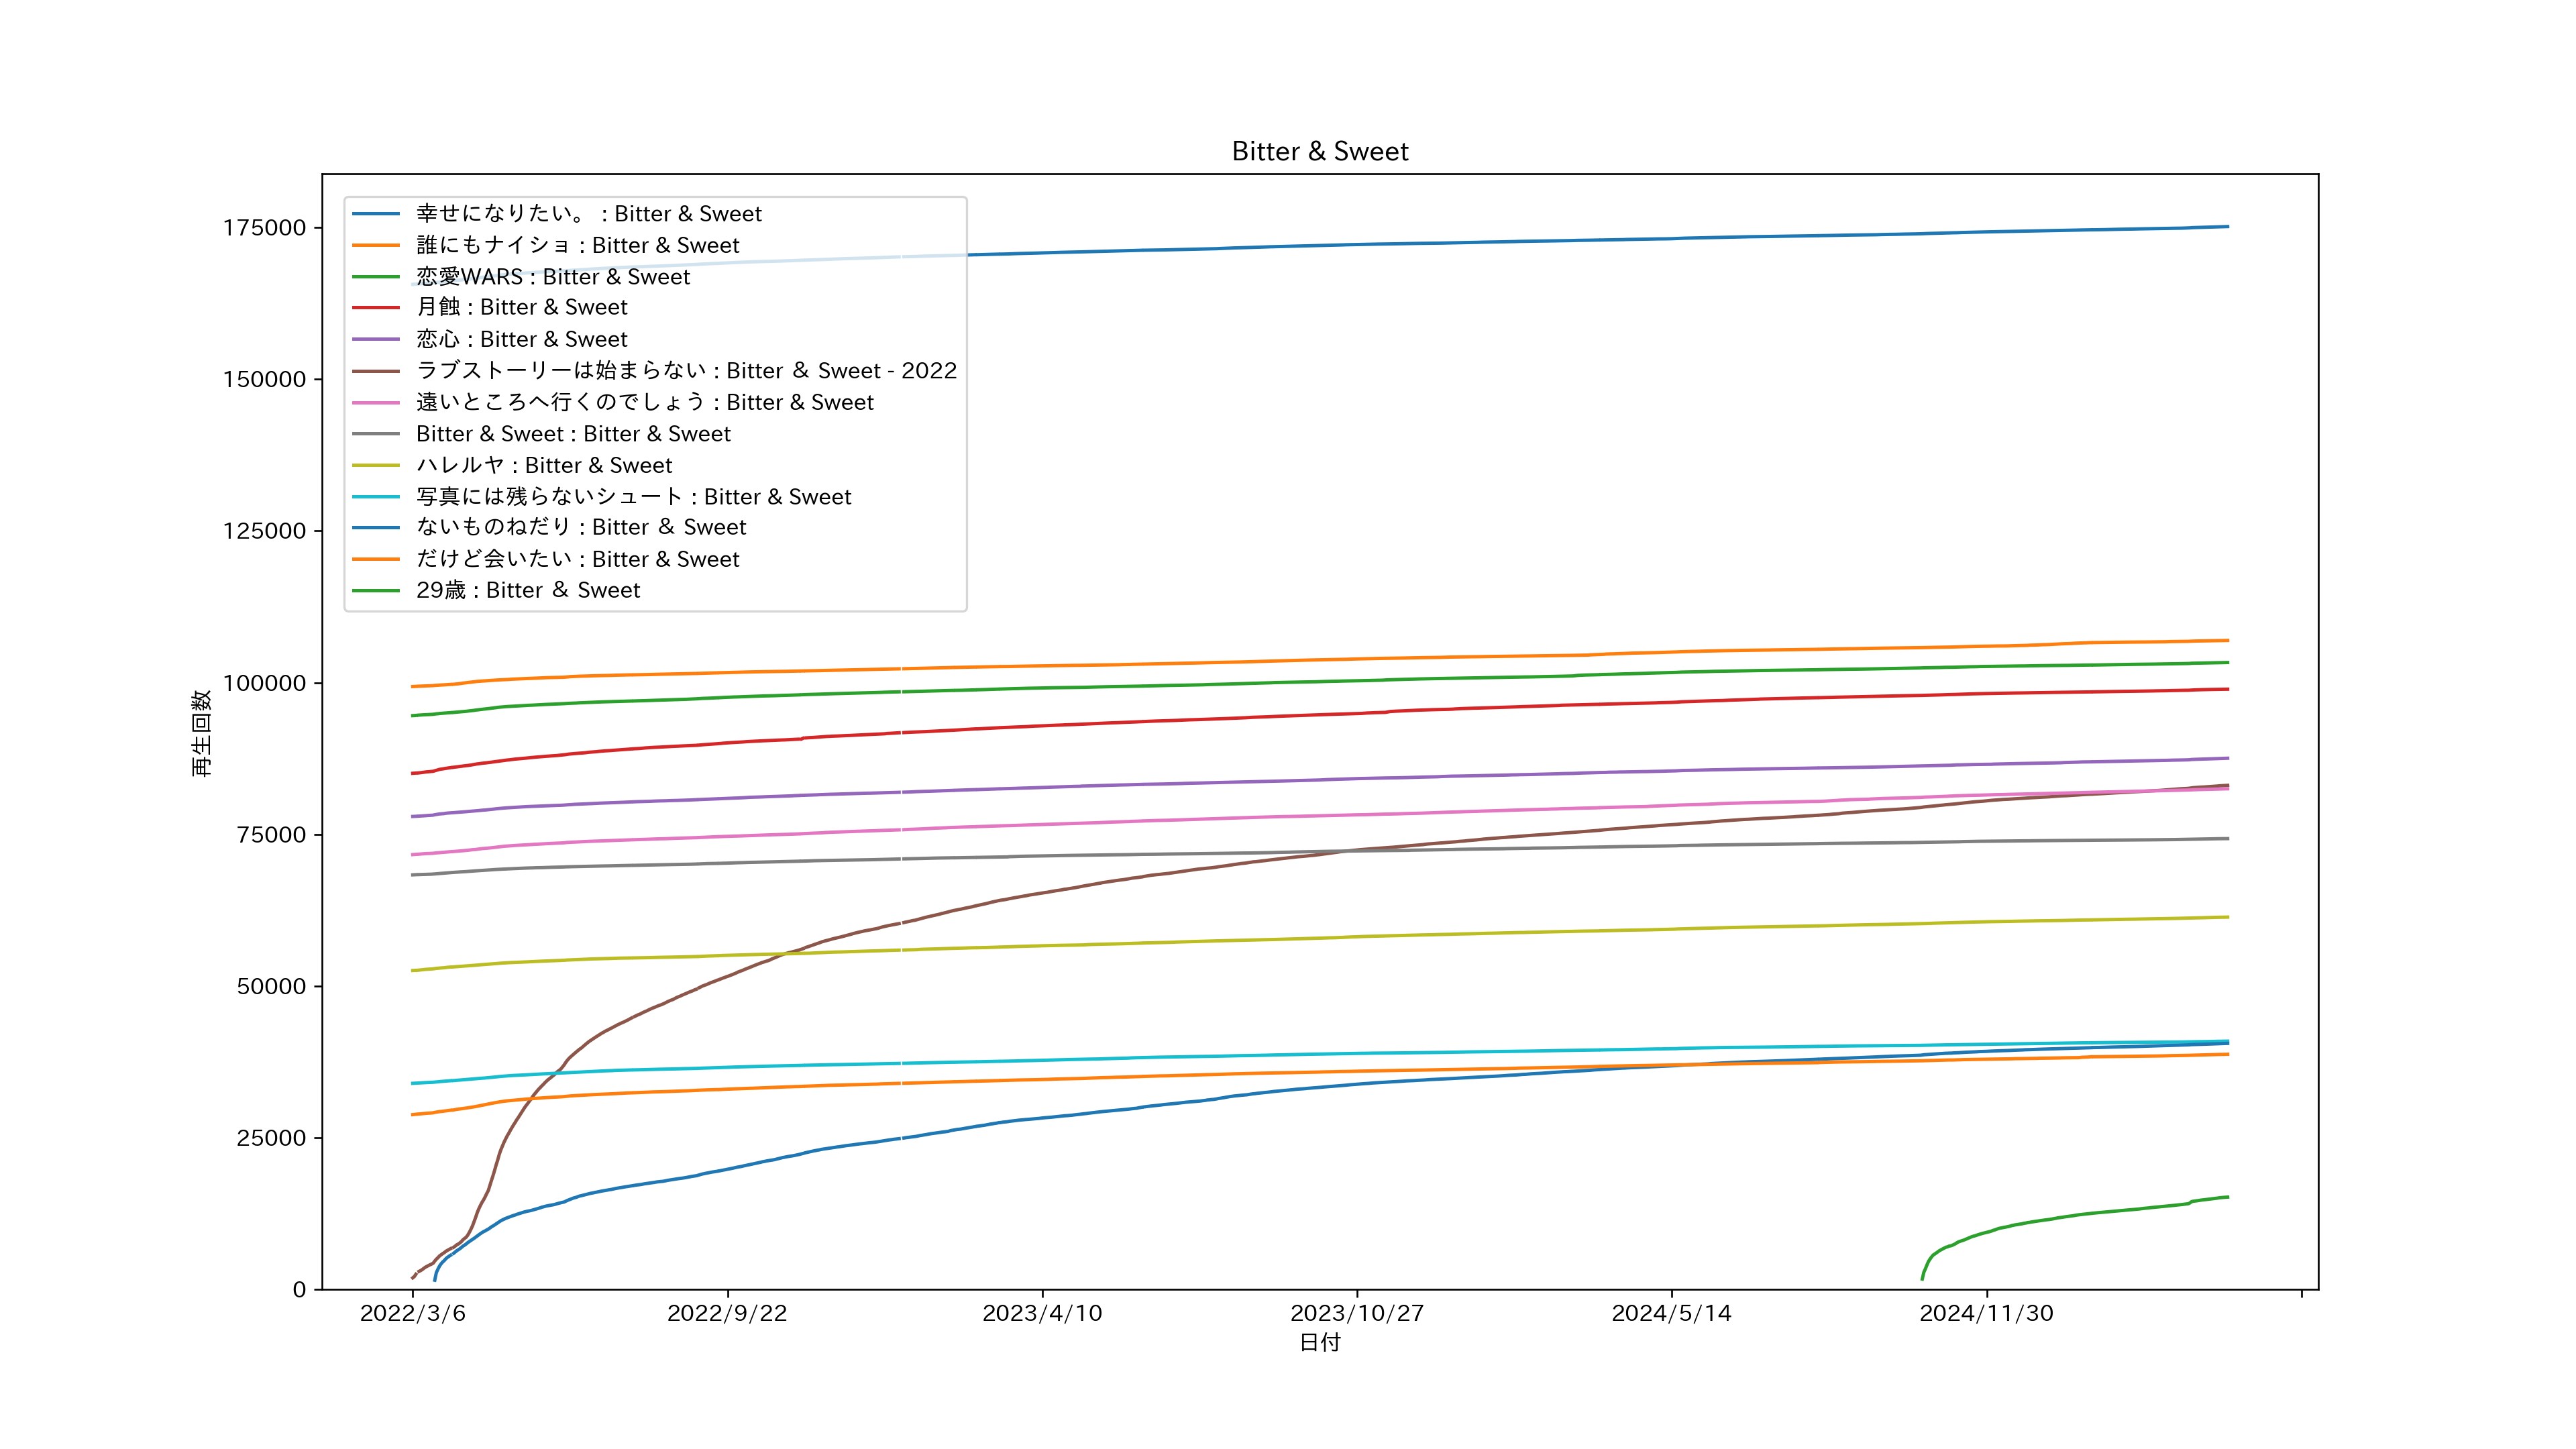 Bitter & Sweet
175000
150000
125000
100000
75000
50000
25000
0
再生回数
幸せになりたい。 : Bitter & Sweet
誰にもナイショ : Bitter & Sweet
恋愛WARS : Bitter & Sweet
月蝕 : Bitter & Sweet
恋心 : Bitter & Sweet
ラブストーリーは始まらない : Bitter ＆ Sweet - 2022
遠いところへ行くのでしょう : Bitter & Sweet
Bitter & Sweet : Bitter & Sweet
ハレルヤ : Bitter & Sweet
写真には残らないシュート : Bitter & Sweet
ないものねだり : Bitter ＆ Sweet
だけど会いたい : Bitter & Sweet
29歳 : Bitter ＆ Sweet
2022/3/6 2022/9/22 2023/4/10 2023/10/27 2024/5/14 2024/11/30
日付